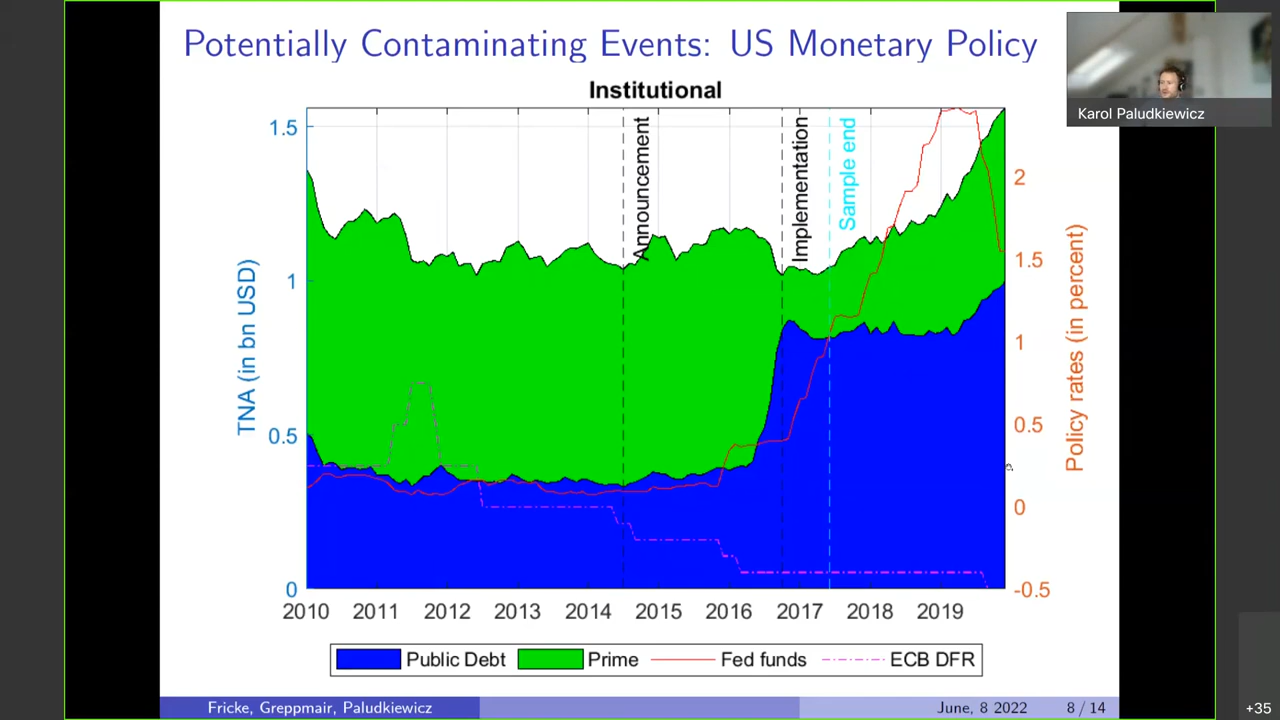 Potentially Contaminating Events: US Monetary Policy
Karol Paludkiewicz
Institutional
Announcement
Implementation
Sample end
TNA (in bn USD)
1.5
1
0.5
0
Policy rates (in percent)
2
1.5
1
0.5
0
-0.5
2010 2011 2012 2013 2014 2015 2016 2017 2018 2019
Public Debt Prime Fed funds ECB DFR
Fricke, Greppmair, Paludkiewicz June, 8 2022 8 / 14
+35